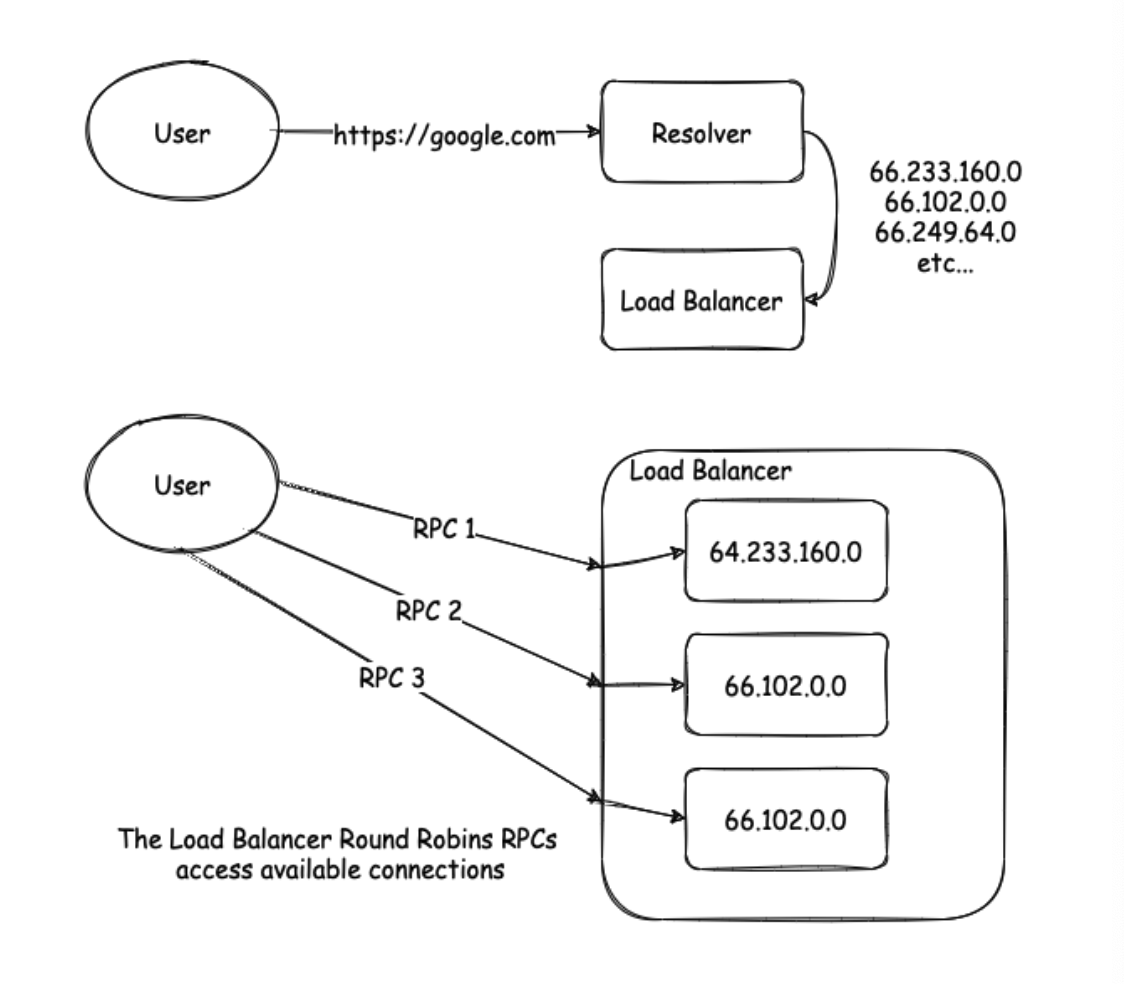 User
https://google.com
Resolver
66.233.160.0
66.102.0.0
66.249.64.0
etc...
Load Balancer
User
Load Balancer
RPC 1
64.233.160.0
RPC 2
66.102.0.0
RPC 3
66.102.0.0
The Load Balancer Round Robins RPCs
access available connections